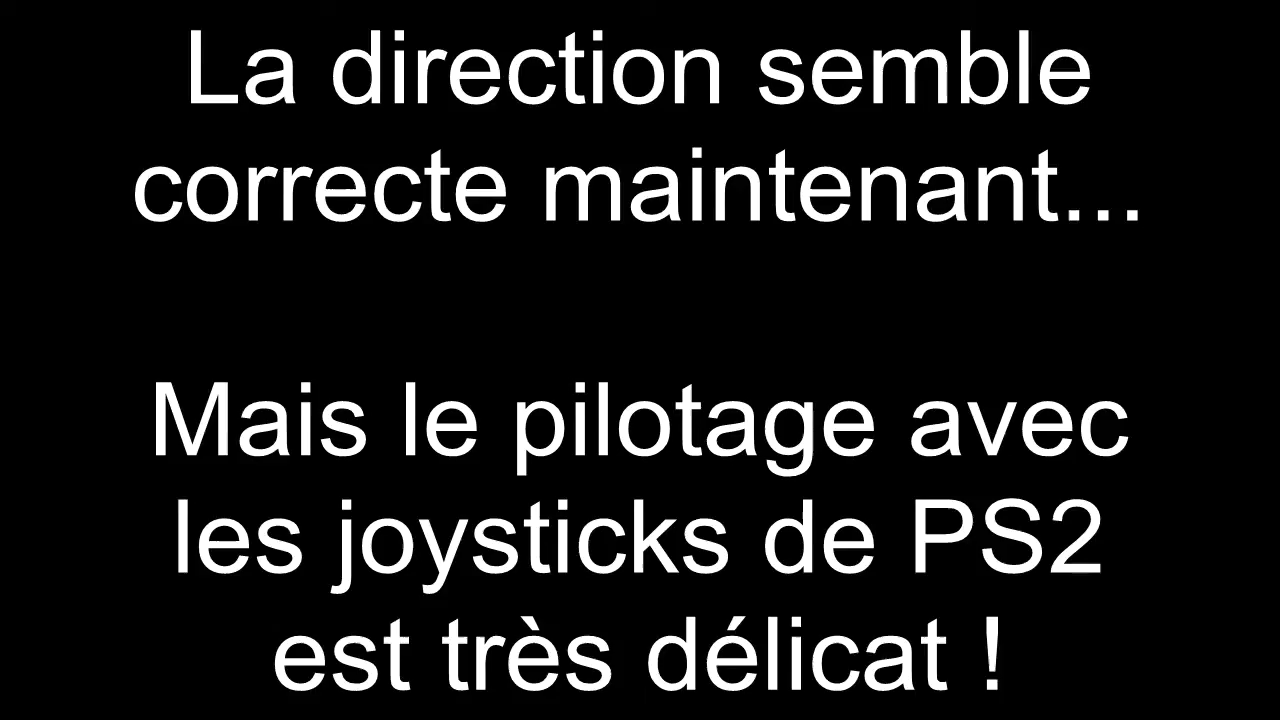 La direction semble
correcte maintenant...
Mais le pilotage avec
les joysticks de PS2
est très délicat !